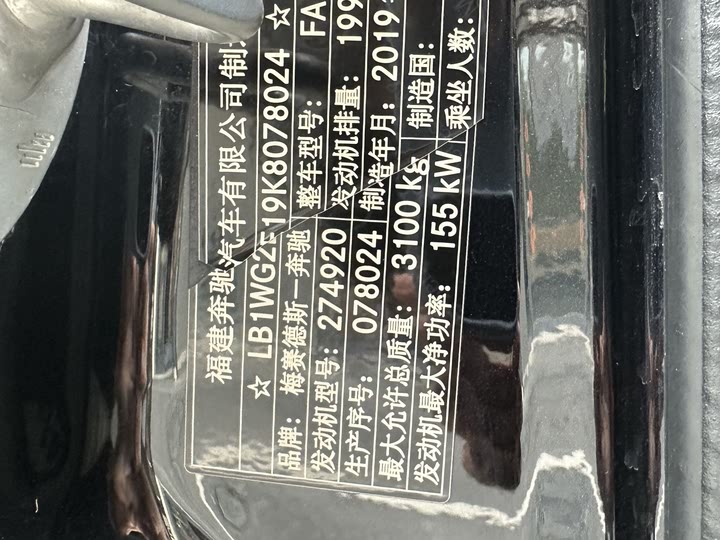 福建奔驰汽车有限公司制
☆ LB1WG2E19K8078024 ☆
品牌: 梅赛德斯—奔驰 整车型号: FA
发动机型号: 274920 发动机排量: 199
生产序号: 078024 制造年月: 2019
最大允许总质量: 3100 kg 制造国:
发动机最大净功率: 155 kW 乘坐人数: